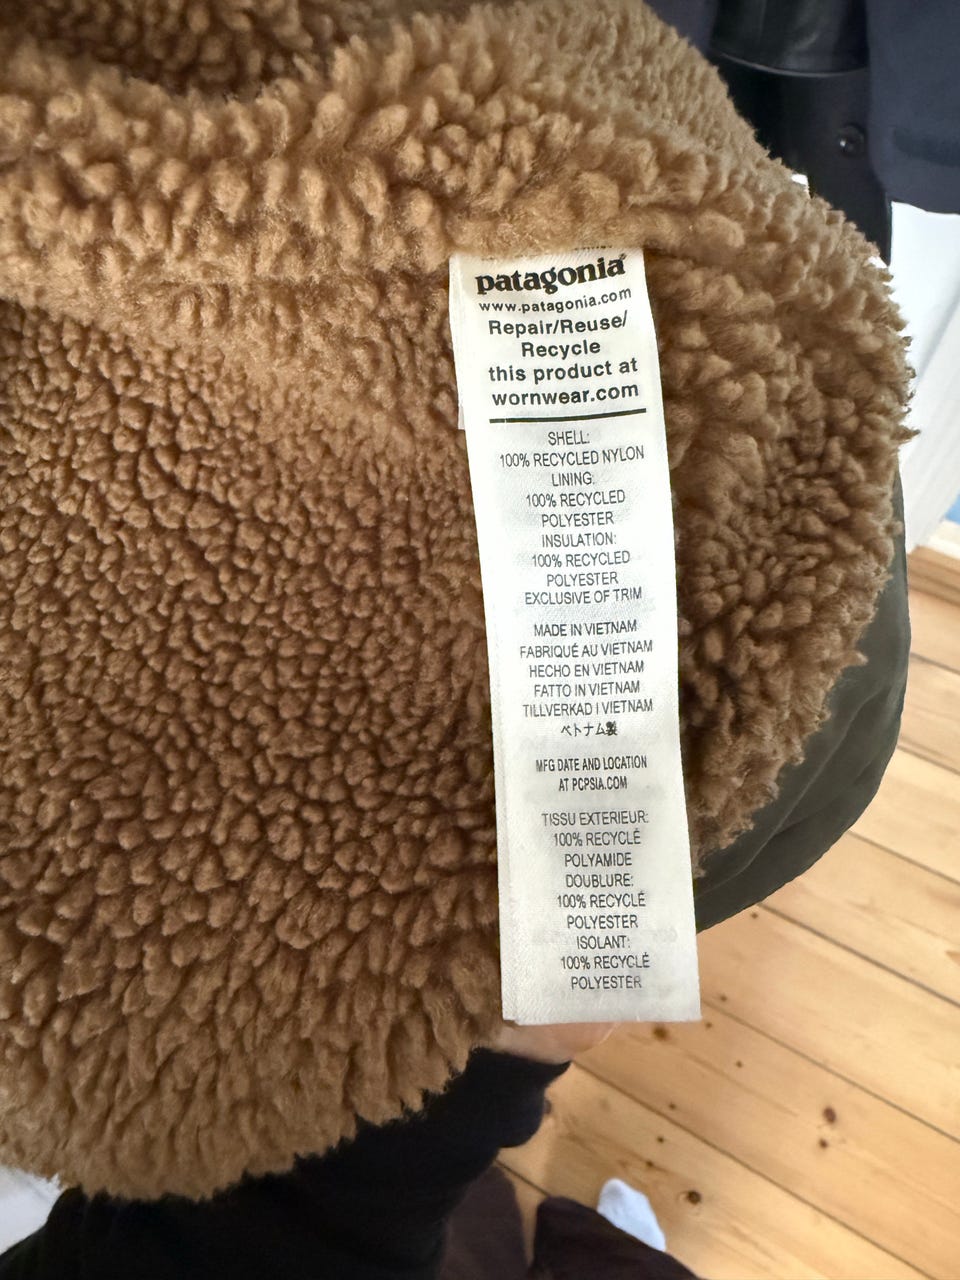 patagonia
www.patagonia.com
Repair/Reuse/
Recycle
this product at
wornwear.com
SHELL:
100% RECYCLED NYLON
LINING:
100% RECYCLED
POLYESTER
INSULATION:
100% RECYCLED
POLYESTER
EXCLUSIVE OF TRIM
MADE IN VIETNAM
FABRIQUÉ AU VIETNAM
HECHO EN VIETNAM
FATTO IN VIETNAM
TILLVERKAD I VIETNAM
ベトナム製
MFG DATE AND LOCATION
AT PCPSIA.COM
TISSU EXTERIEUR:
100% RECYCLÉ
POLYAMIDE
DOUBLURE:
100% RECYCLÉ
POLYESTER
ISOLANT:
100% RECYCLÉ
POLYESTER